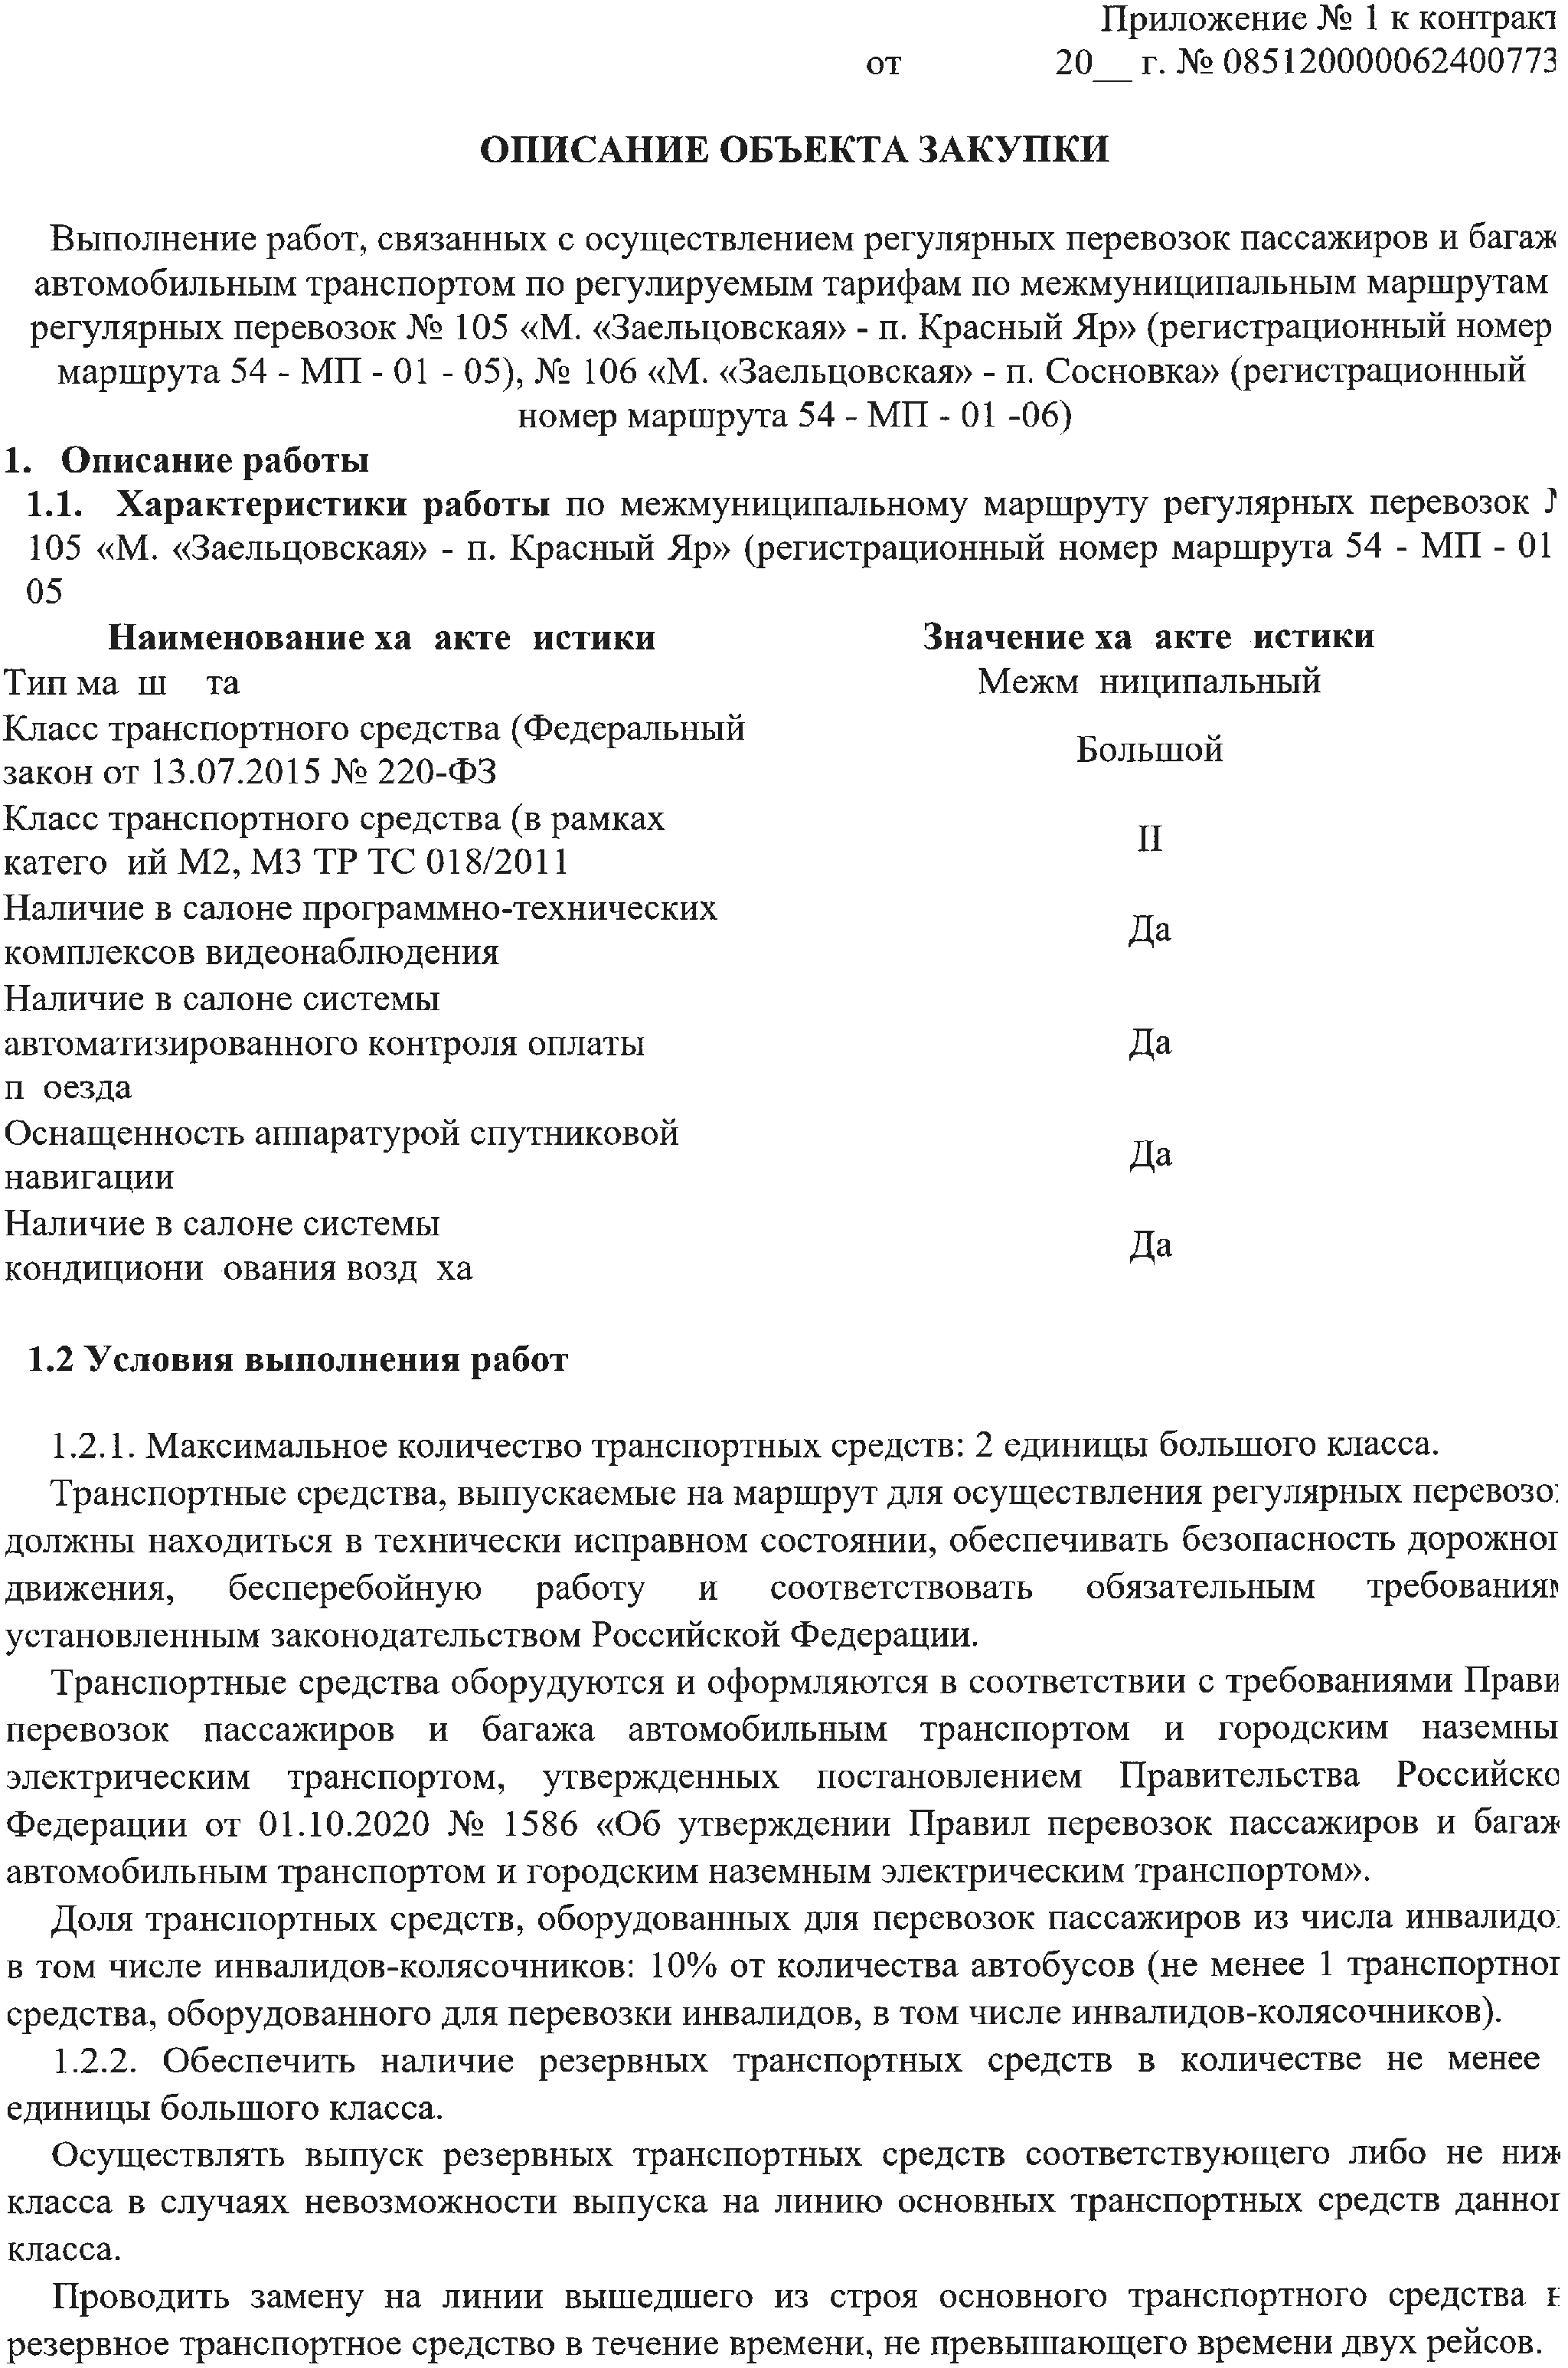 Приложение № 1 к контракт
от 20__ г. № 085120000062400773
ОПИСАНИЕ ОБЪЕКТА ЗАКУПКИ
Выполнение работ, связанных с осуществлением регулярных перевозок пассажиров и багаж
автомобильным транспортом по регулируемым тарифам по межмуниципальным маршрутам
регулярных перевозок № 105 «М. «Заельцовская» - п. Красный Яр» (регистрационный номер
маршрута 54 - МП - 01 - 05), № 106 «М. «Заельцовская» - п. Сосновка» (регистрационный
номер маршрута 54 - МП - 01 -06)
1. Описание работы
1.1. Характеристики работы по межмуниципальному маршруту регулярных перевозок
105 «М. «Заельцовская» - п. Красный Яр» (регистрационный номер маршрута 54 - МП - 01
05
Наименование ха акте истики Значение ха акте истики
Тип ма ш та Межм ниципальный
Класс транспортного средства (Федеральный
закон от 13.07.2015 № 220-ФЗ
Большой
Класс транспортного средства (в рамках
катего ий М2, М3 ТР ТС 018/2011
II
Наличие в салоне программно-технических
комплексов видеонаблюдения
Да
Наличие в салоне системы
автоматизированного контроля оплаты
п оезда
Да
Оснащенность аппаратурой спутниковой
навигации
Да
Наличие в салоне системы
кондициони ования возд ха
Да
1.2 Условия выполнения работ
1.2.1. Максимальное количество транспортных средств: 2 единицы большого класса.
Транспортные средства, выпускаемые на маршрут для осуществления регулярных перевозо
должны находиться в технически исправном состоянии, обеспечивать безопасность дорожног
движения, бесперебойную работу и соответствовать обязательным требования
установленным законодательством Российской Федерации.
Транспортные средства оборудуются и оформляются в соответствии с требованиями Прави
перевозок пассажиров и багажа автомобильным транспортом и городским наземны
электрическим транспортом, утвержденных постановлением Правительства Российско
Федерации от 01.10.2020 № 1586 «Об утверждении Правил перевозок пассажиров и багаж
автомобильным транспортом и городским наземным электрическим транспортом».
Доля транспортных средств, оборудованных для перевозок пассажиров из числа инвалидо
в том числе инвалидов-колясочников: 10% от количества автобусов (не менее 1 транспортног
средства, оборудованного для перевозки инвалидов, в том числе инвалидов-колясочников).
1.2.2. Обеспечить наличие резервных транспортных средств в количестве не менее
единицы большого класса.
Осуществлять выпуск резервных транспортных средств соответствующего либо не ниж
класса в случаях невозможности выпуска на линию основных транспортных средств данног
класса.
Проводить замену на линии вышедшего из строя основного транспортного средства
резервное транспортное средство в течение времени, не превышающего времени двух рейсов.